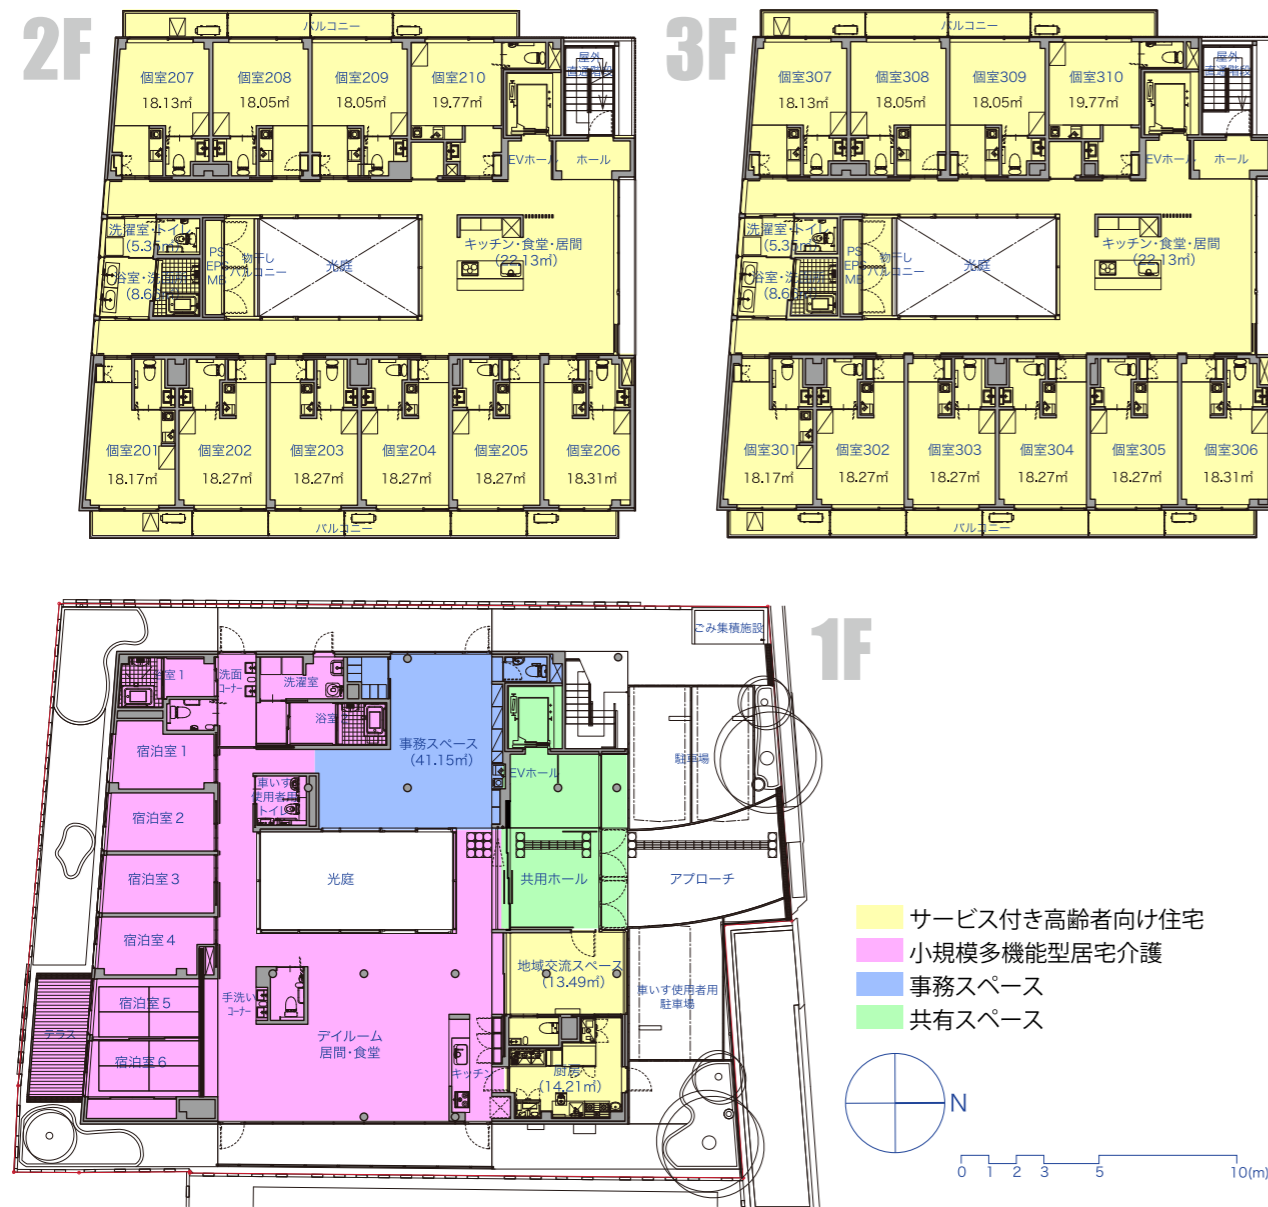 2F
バルコニー
個室207
18.13㎡
個室208
18.05㎡
個室209
18.05㎡
個室210
19.77㎡
屋外
直通階段
EVホール
ホール
洗濯室・トイレ
(5.35㎡)
PS
EPS
MB
物干し
バルコニー
光庭
キッチン・食堂・居間
(22.13㎡)
個室201
18.17㎡
個室202
18.27㎡
個室203
18.27㎡
個室204
18.27㎡
個室205
18.27㎡
個室206
18.31㎡
バルコニー
3F
バルコニー
個室307
18.13㎡
個室308
18.05㎡
個室309
18.05㎡
個室310
19.77㎡
屋外
直通階段
EVホール
ホール
洗濯室・トイレ
(5.35㎡)
PS
EPS
MB
物干し
バルコニー
光庭
キッチン・食堂・居間
(22.13㎡)
個室301
18.17㎡
個室302
18.27㎡
個室303
18.27㎡
個室304
18.27㎡
個室305
18.27㎡
個室306
18.31㎡
バルコニー
1F
ごみ集積施設
浴室1
洗面
コーナー
洗濯室
浴室
事務スペース
(41.15㎡)
宿泊室1
車いす
使用者用
トイレ
EVホール
駐車場
宿泊室2
宿泊室3
光庭
共用ホール
アプローチ
宿泊室4
地域交流スペース
(13.49㎡)
宿泊室5
手洗い
コーナー
車いす使用者用
駐車場
テラス
デイルーム
居間・食堂
宿泊室6
キッチン
厨房
(14.21㎡)
サービス付き高齢者向け住宅
小規模多機能型居宅介護
事務スペース
共有スペース
N
0 1 2 3 5 10(m)